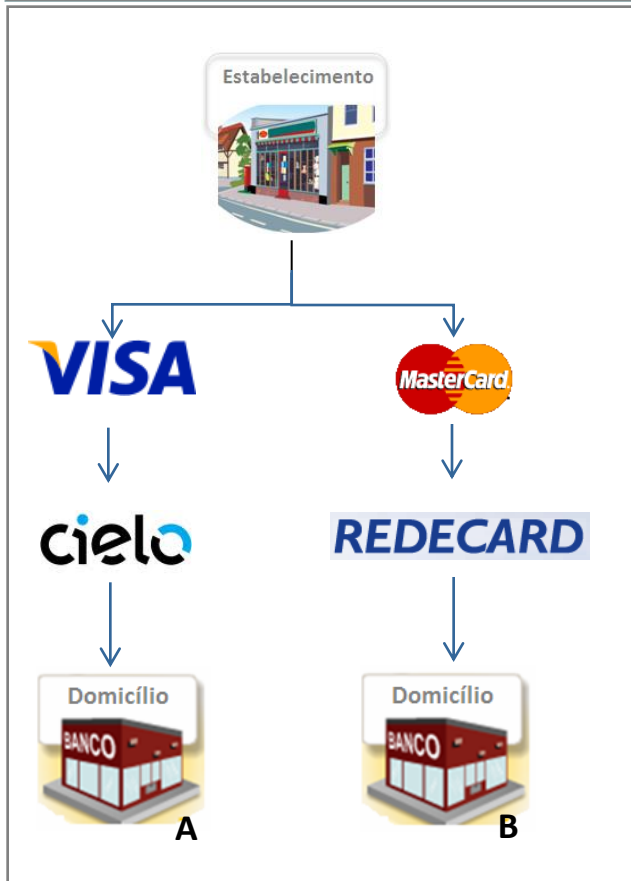 Estabelecimento
VISA
MasterCard
cielo
REDECARD
Domicílio
BANCO
A
Domicílio
BANCO
B